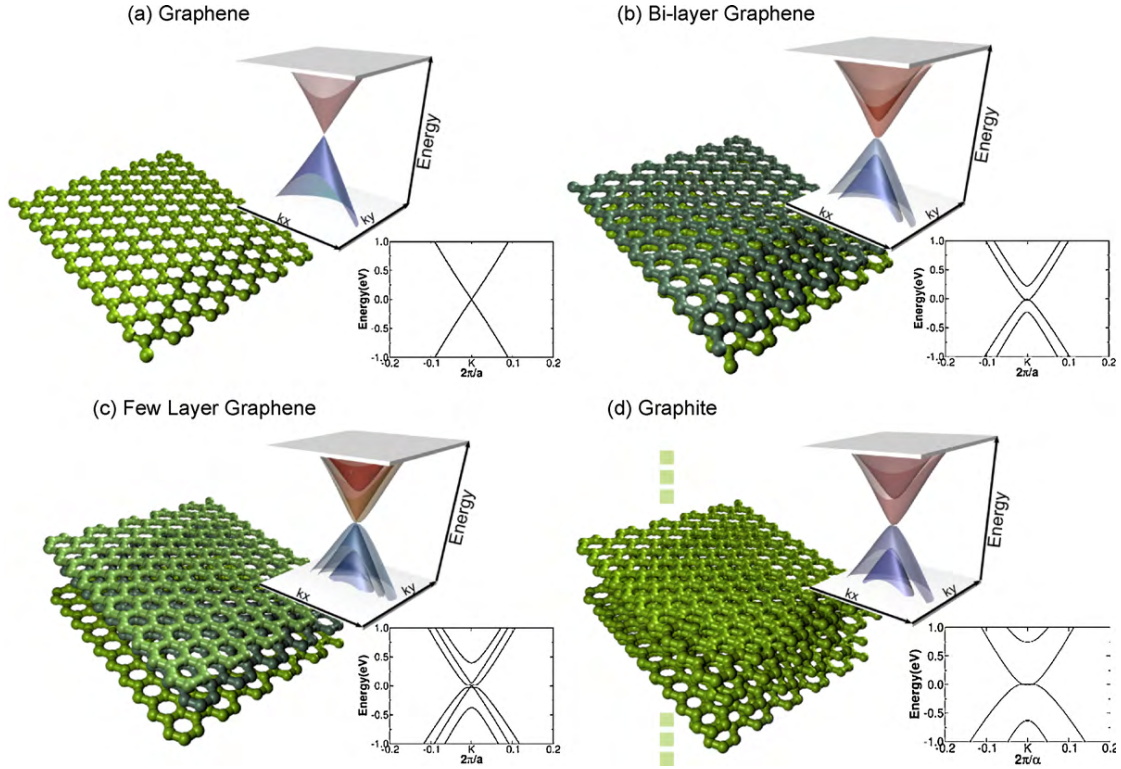 (a) Graphene
Energy
kx
ky
Energy(eV)
1.0
0.5
0.0
-0.5
-1.0
-0.2
-0.1
K
0.1
0.2
2π/a
(b) Bi-layer Graphene
Energy
kx
ky
Energy(eV)
1.0
0.5
0.0
-0.5
-1.0
-0.2
-0.1
K
0.1
0.2
2π/a
(c) Few Layer Graphene
Energy
kx
ky
Energy(eV)
1.0
0.5
0.0
-0.5
-1.0
-0.2
-0.1
K
0.1
0.2
2π/a
(d) Graphite
Energy
kx
ky
Energy(eV)
1.0
0.5
0.0
-0.5
-1.0
-0.2
-0.1
K
0.1
0.2
2π/α